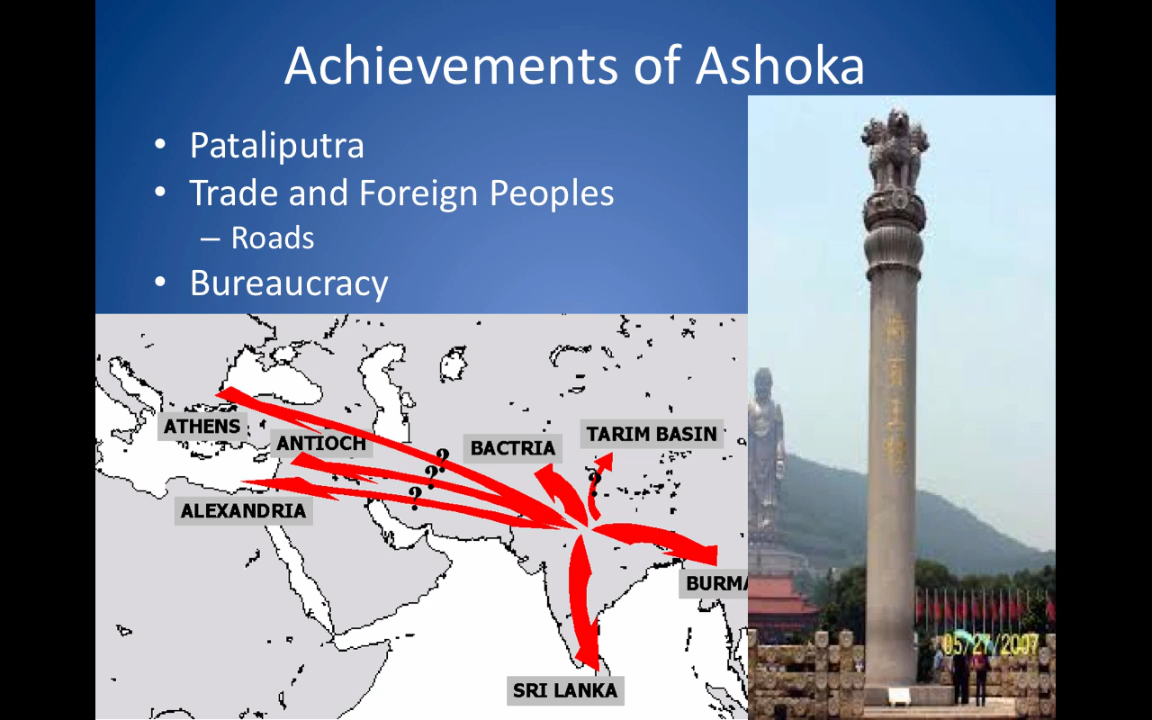 Achievements of Ashoka
• Pataliputra
• Trade and Foreign Peoples
– Roads
• Bureaucracy
ATHENS
ANTIOCH
BACTRIA
TARIM BASIN
ALEXANDRIA
?
?
?
?
BURMA
SRI LANKA
05/27/2007